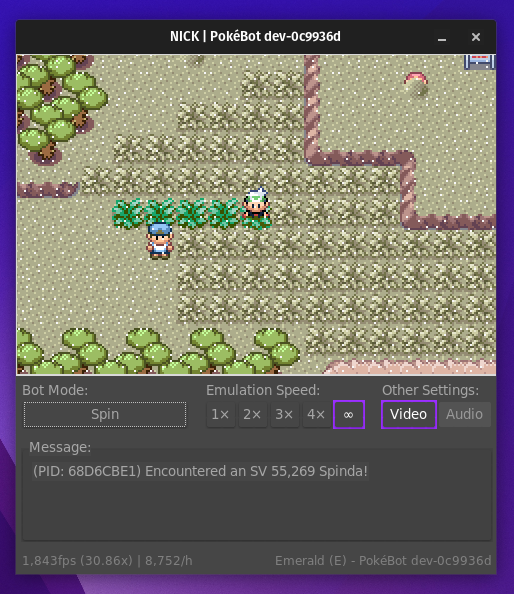 NICK | PokéBot dev-0c9936d
Bot Mode:
Emulation Speed:
Other Settings:
Spin
1×
2×
3×
4×
∞
Video
Audio
Message:
(PID: 68D6CBE1) Encountered an SV 55,269 Spinda!
1,843fps (30.86x) | 8,752/h
Emerald (E) - PokéBot dev-0c9936d